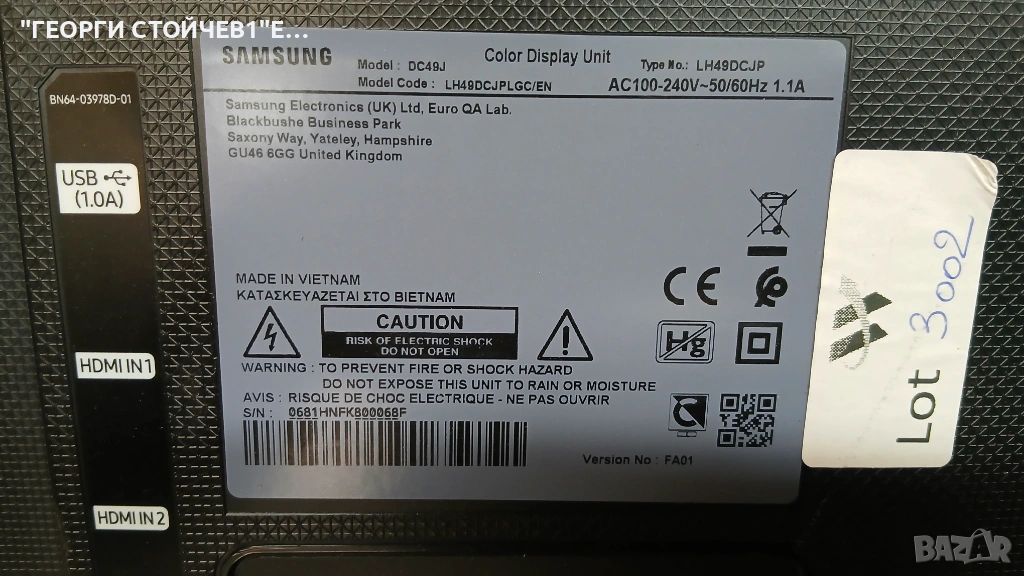 "ГЕОРГИ СТОЙЧЕВ1"Е...
BN64-03978D-01
USB
(1.0A)
HDMI IN 1
HDMI IN 2
SAMSUNG
Color Display Unit
Model : DC49J
Type No.: LH49DCJP
Model Code : LH49DCJPLGC/EN
AC100-240V~50/60Hz 1.1A
Samsung Electronics (UK) Ltd, Euro QA Lab.
Blackbushe Business Park
Saxony Way, Yateley, Hampshire
GU46 6GG United Kingdom
MADE IN VIETNAM
ΚΑΤΑΣΚΕΥΑΖΕΤΑΙ ΣΤΟ ΒΙΕΤΝΑΜ
CE
Hg
CAUTION
RISK OF ELECTRIC SHOCK
DO NOT OPEN
WARNING : TO PREVENT FIRE OR SHOCK HAZARD
DO NOT EXPOSE THIS UNIT TO RAIN OR MOISTURE
AVIS : RISQUE DE CHOC ELECTRIQUE - NE PAS OUVRIR
S/N : 0681HNFK800068F
Version No : FA01
Lot 3002
BAZAR